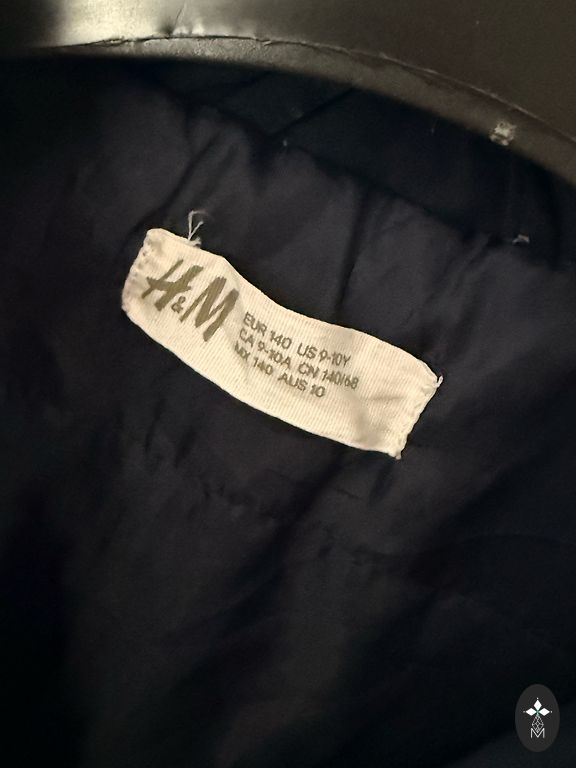 H&M
EUR 140 US 9-10Y
CA 9-10A CN 140/68
MX 140 AUS 10
M